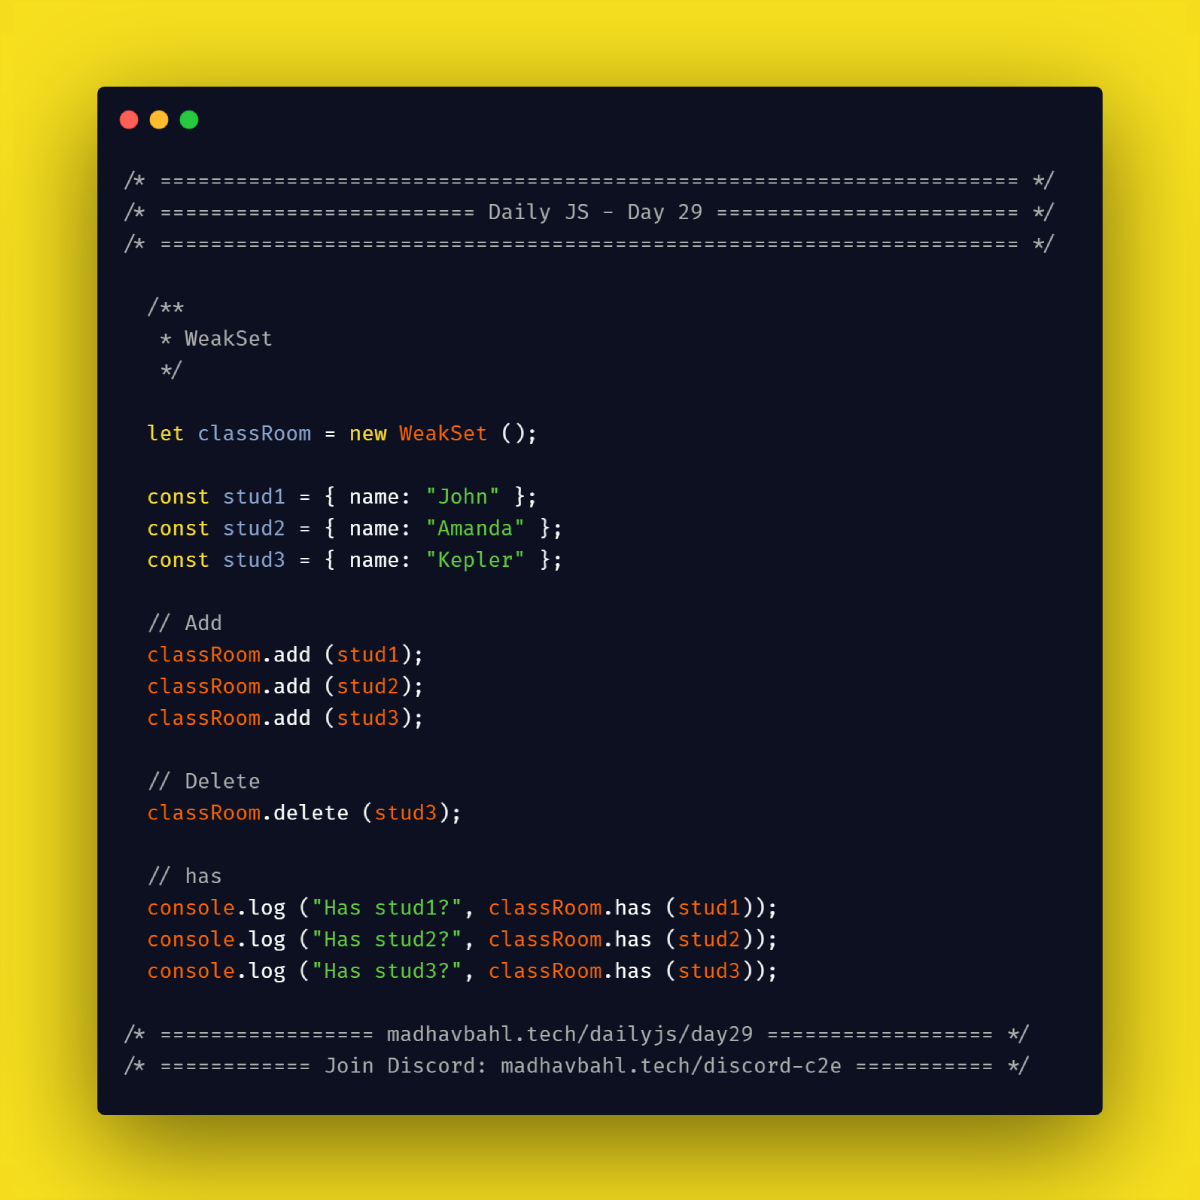 /* ==================================================================== */
/* ========================= Daily JS - Day 29 ======================== */
/* ==================================================================== */
/**
 * WeakSet
 */
let classRoom = new WeakSet ();
const stud1 = { name: "John" };
const stud2 = { name: "Amanda" };
const stud3 = { name: "Kepler" };
// Add
classRoom.add (stud1);
classRoom.add (stud2);
classRoom.add (stud3);
// Delete
classRoom.delete (stud3);
// has
console.log ("Has stud1?", classRoom.has (stud1));
console.log ("Has stud2?", classRoom.has (stud2));
console.log ("Has stud3?", classRoom.has (stud3));
/* ================= madhavbahl.tech/dailyjs/day29 ================== */
/* ============ Join Discord: madhavbahl.tech/discord-c2e =========== */